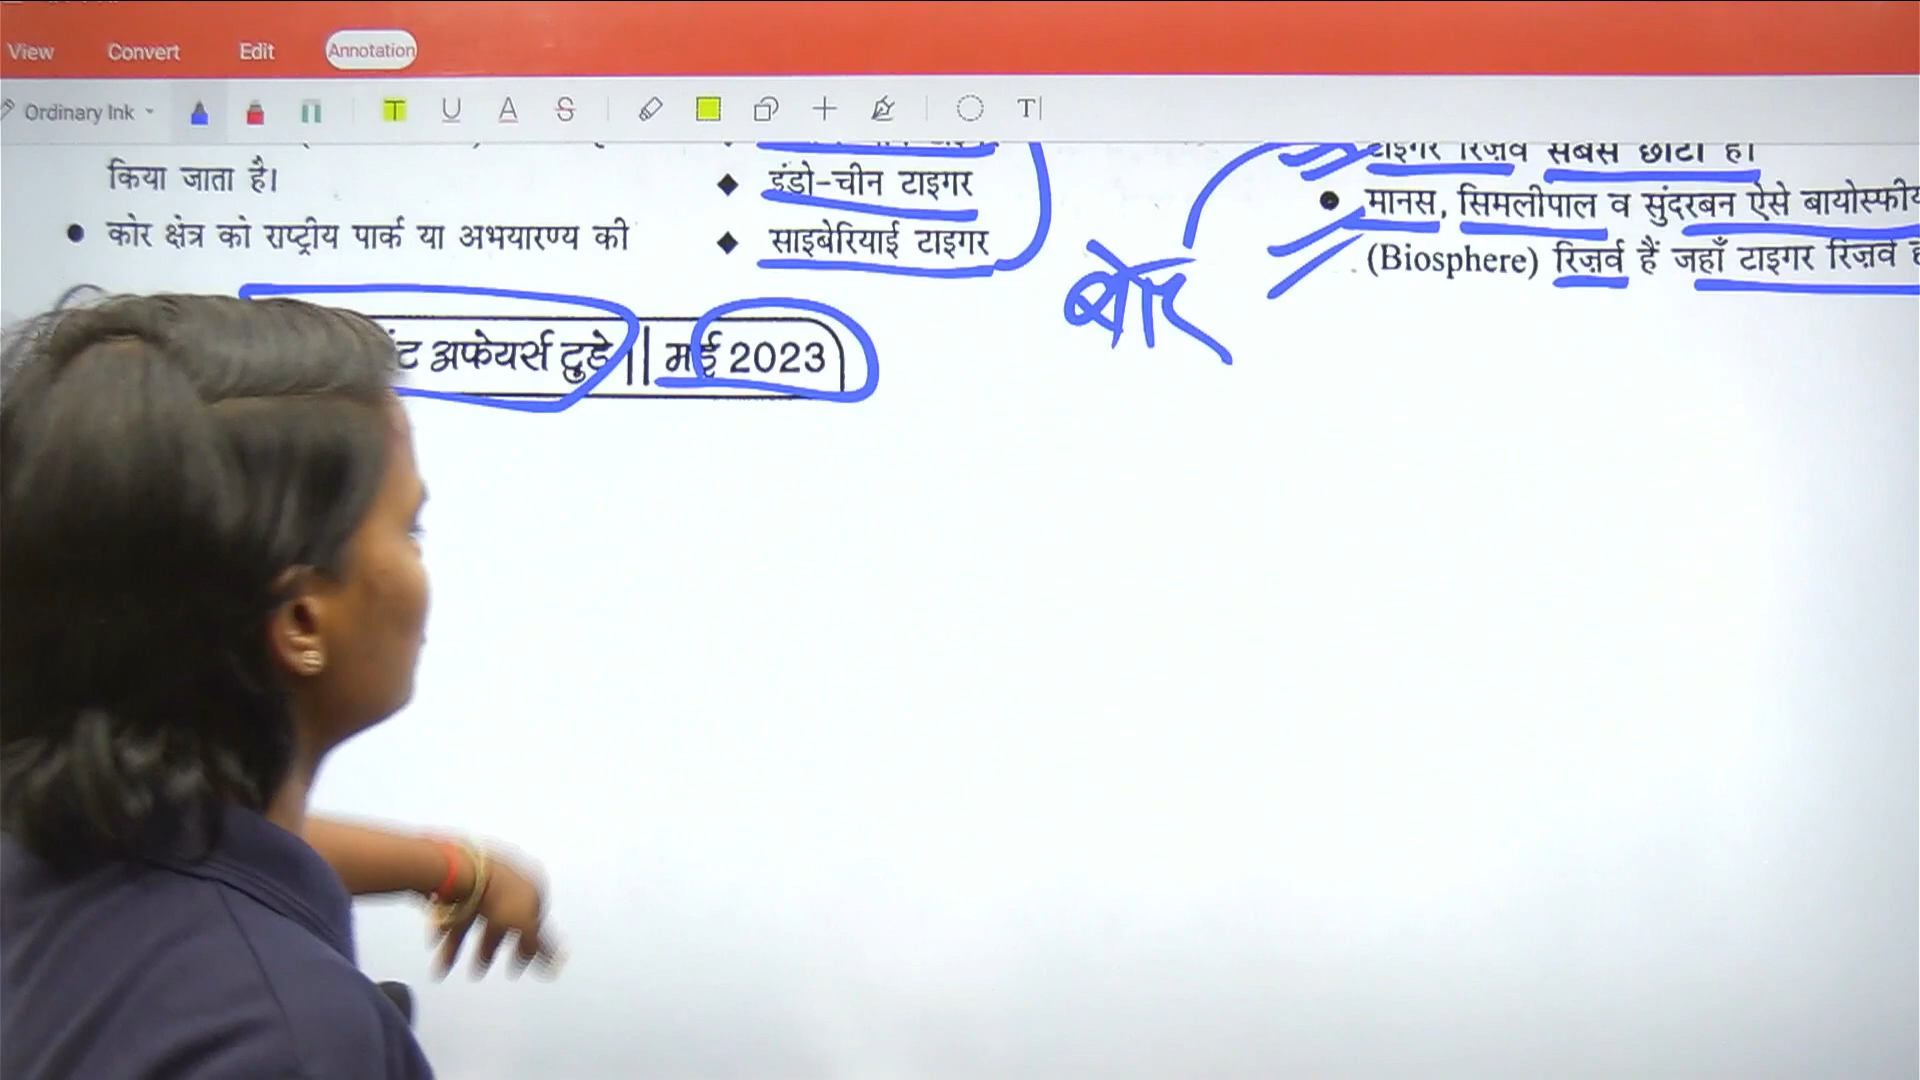 View Convert Edit Annotation
Ordinary Ink
किया जाता है।
● कोर क्षेत्र को राष्ट्रीय पार्क या अभयारण्य की
◆ इंडो-चीन टाइगर
◆ साइबेरियाई टाइगर
टाइगर रिज़र्व सबसे छोटा है।
● मानस, सिमलीपाल व सुंदरबन ऐसे
(Biosphere) रिज़र्व हैं जहाँ टाइगर रिज़र्व
बोर
अफेयर्स टुडे || मई 2023